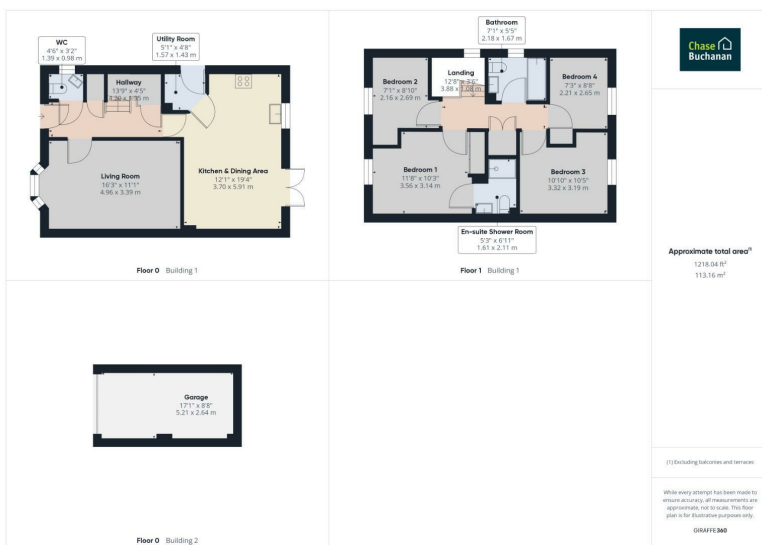 WC
4'6" x 3'2"
1.39 x 0.98 m
Utility Room
5'1" x 4'8"
1.57 x 1.43 m
Hallway
13'9" x 4'5"
Living Room
16'3" x 11'1"
4.96 x 3.39 m
Kitchen & Dining Area
12'1" x 19'4"
3.70 x 5.91 m
Floor 0 Building 1
Bathroom
7'1" x 5'5"
2.18 x 1.67 m
Bedroom 2
7'1" x 8'10"
2.16 x 2.69 m
Landing
12'8" x 3'6"
3.88 x 1.08 m
Bedroom 4
7'3" x 8'8"
2.21 x 2.65 m
Bedroom 1
11'8" x 10'3"
3.56 x 3.14 m
Bedroom 3
10'10" x 10'5"
3.32 x 3.19 m
En-suite Shower Room
5'3" x 6'11"
1.61 x 2.11 m
Floor 1 Building 1
Garage
17'1" x 8'8"
5.21 x 2.64 m
Floor 0 Building 2
Chase
Buchanan
Approximate total area⁽¹⁾
1218.04 ft²
113.16 m²
(1) Excluding balconies and terraces
While every attempt has been made to
ensure accuracy, all measurements are
approximate, not to scale. This floor
plan is for illustrative purposes only.
GIRAFFE360